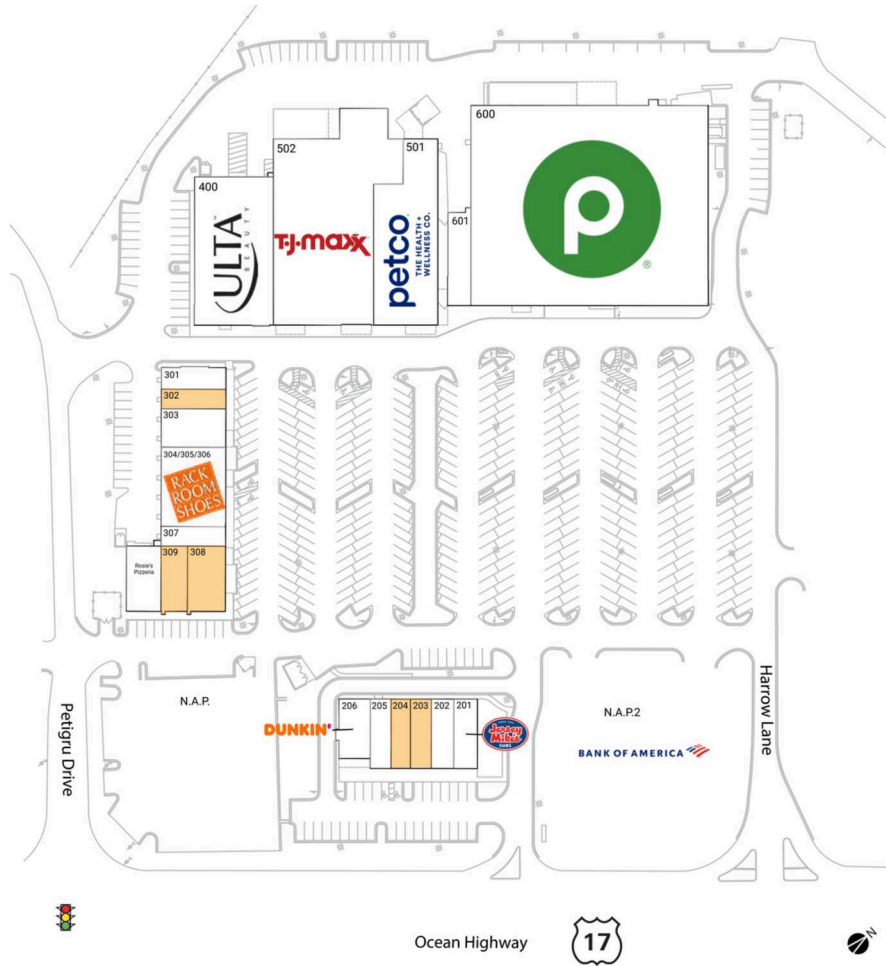 600
502
501
400
ULTA
BEAUTY
T.J.maxx
petco
THE HEALTH +
WELLNESS CO.
601
P
®
301
302
303
304/305/306
RACK
ROOM
SHOES
307
309
308
Rosie's
Pizzeria
N.A.P.
206
205
204
203
202
201
DUNKIN'
Jersey
Mike's
SUBS
N.A.P.2
BANK OF AMERICA
Petigru Drive
Harrow Lane
Ocean Highway
17
N